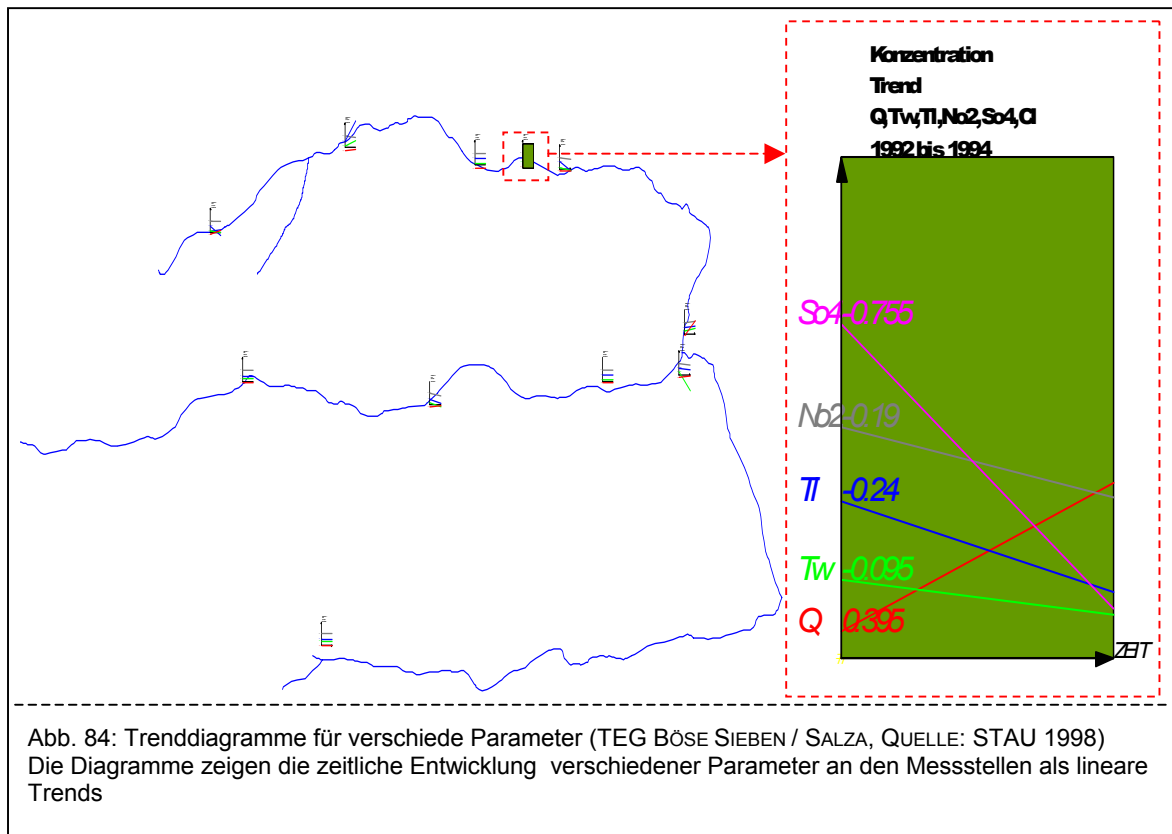 Konzentration
Trend
Q,Tw,Tl,No2,So4,Cl
1992 bis 1994
So4-0.755
No2-0.19
Tl -0.24
Tw -0.095
Q 0.395
ZEIT
Abb. 84: Trenddiagramme für verschiede Parameter (TEG BÖSE SIEBEN / SALZA, QUELLE: STAU 1998)
Die Diagramme zeigen die zeitliche Entwicklung verschiedener Parameter an den Messstellen als lineare
Trends